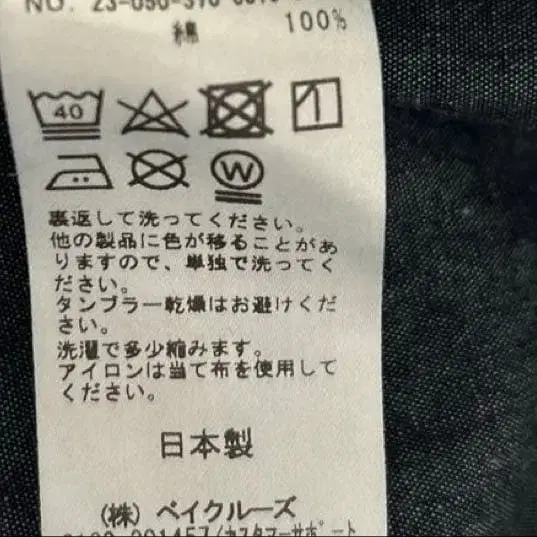 綿 100%
40
W
裏返して洗ってください。
他の製品に色が移ることがあ
りますので、単独で洗ってく
ださい。
タンブラー乾燥はお避けくだ
さい。
洗濯で多少縮みます。
アイロンは当て布を使用して
ください。
日本製
(株) ベイクルーズ